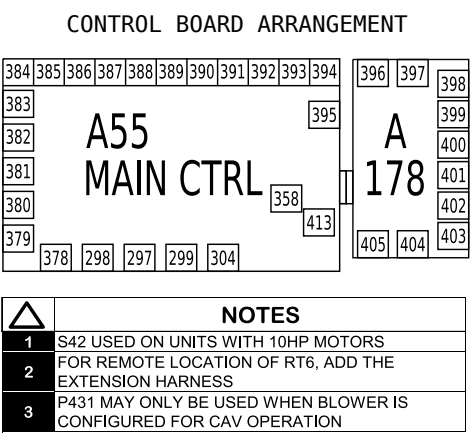 CONTROL BOARD ARRANGEMENT
384 385 386 387 388 389 390 391 392 393 394 396 397
398
383
395
399
A55
A
382
400
MAIN CTRL
178
381
401
380
358
402
413
379
405 404 403
378 298 297 299 304
NOTES
1 S42 USED ON UNITS WITH 10HP MOTORS
2 FOR REMOTE LOCATION OF RT6, ADD THE
EXTENSION HARNESS
3 P431 MAY ONLY BE USED WHEN BLOWER IS
CONFIGURED FOR CAV OPERATION